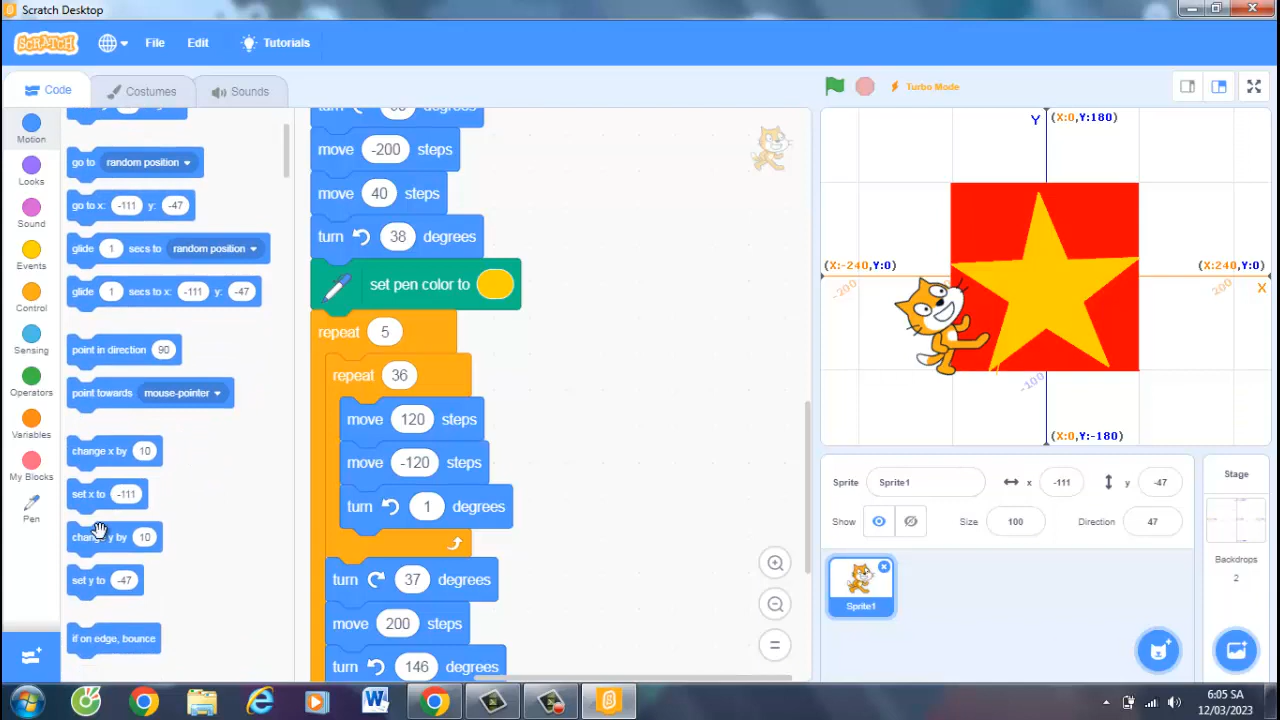 Scratch Desktop
SCRATCH
File
Edit
Tutorials
Code
Costumes
Sounds
Turbo Mode
Motion
Looks
Sound
Events
Control
Sensing
Operators
Variables
My Blocks
Pen
go to random position
go to x: -111 y: -47
glide 1 secs to random position
glide 1 secs to x: -111 y: -47
point in direction 90
point towards mouse-pointer
change x by 10
set x to -111
change y by 10
set y to -47
if on edge, bounce
degrees
move -200 steps
move 40 steps
turn 38 degrees
set pen color to
repeat 5
repeat 36
move 120 steps
move -120 steps
turn 1 degrees
turn 37 degrees
move 200 steps
turn 146 degrees
Y
(X:0,Y:180)
(X:-240,Y:0)
(X:240,Y:0)
-200
200
X
-100
(X:0,Y:-180)
Sprite
Sprite1
x
-111
y
-47
Show
Size
100
Direction
47
Sprite1
Stage
Backdrops
2
6:05 SA
12/03/2023